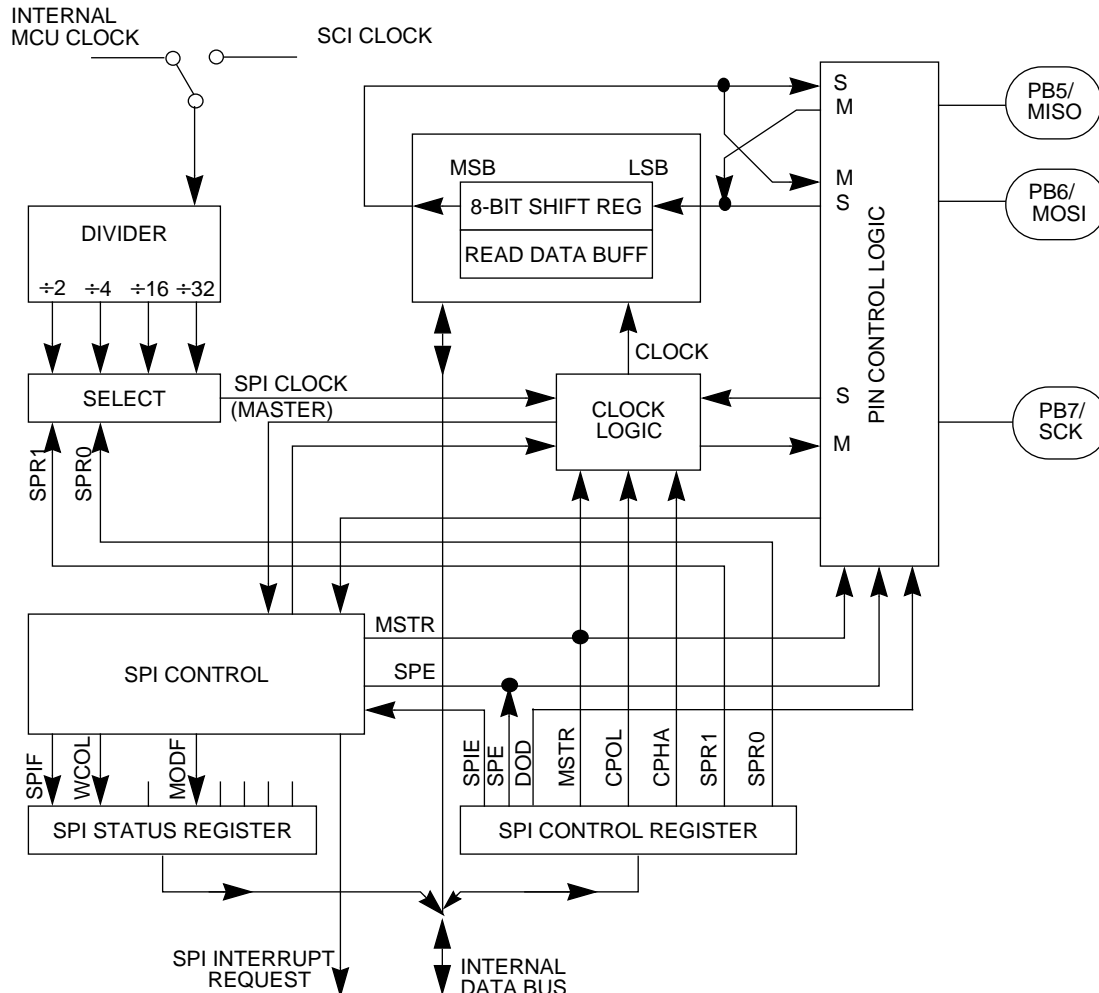 INTERNAL
MCU CLOCK
SCI CLOCK
S
M
PB5/
MISO
MSB
LSB
8-BIT SHIFT REG
READ DATA BUFF
M
S
PB6/
MOSI
DIVIDER
÷2 ÷4 ÷16 ÷32
PIN CONTROL LOGIC
CLOCK
SELECT
SPI CLOCK
(MASTER)
CLOCK
LOGIC
S
M
PB7/
SCK
SPR1
SPR0
MSTR
SPI CONTROL
SPE
SPIF
WCOL
MODF
SPIE
SPE
DOD
MSTR
CPOL
CPHA
SPR1
SPR0
SPI STATUS REGISTER
SPI CONTROL REGISTER
SPI INTERRUPT
REQUEST
INTERNAL
DATA BUS